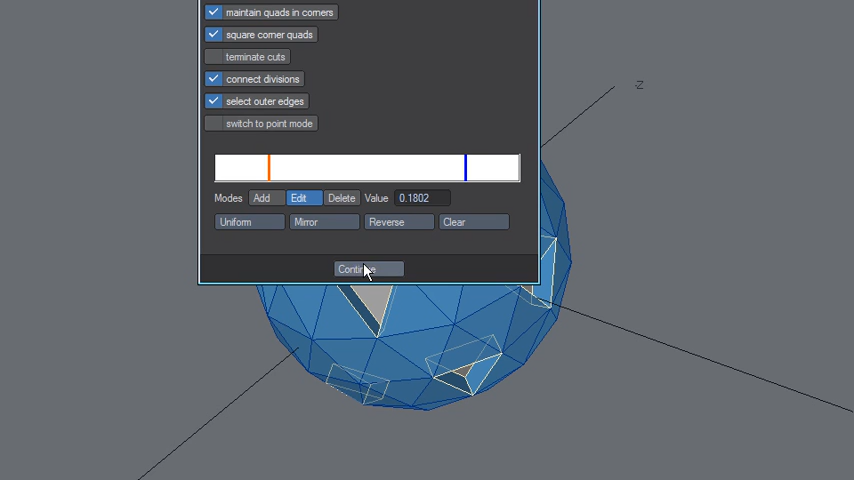 maintain quads in corners
square corner quads
terminate cuts
connect divisions
select outer edges
switch to point mode
Modes Add Edit Delete Value 0.1802
Uniform Mirror Reverse Clear
Continue
-Z